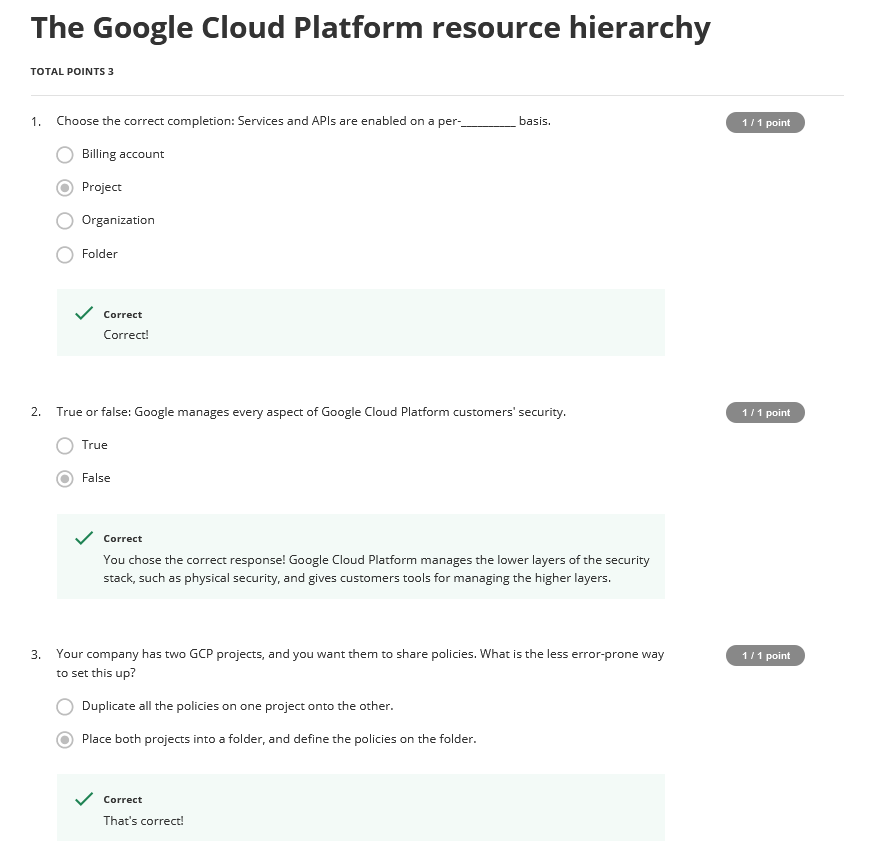 The Google Cloud Platform resource hierarchy
TOTAL POINTS 3
1. Choose the correct completion: Services and APIs are enabled on a per-__________ basis.
1 / 1 point
Billing account
Project
Organization
Folder
Correct
Correct!
2. True or false: Google manages every aspect of Google Cloud Platform customers' security.
1 / 1 point
True
False
Correct
You chose the correct response! Google Cloud Platform manages the lower layers of the security
stack, such as physical security, and gives customers tools for managing the higher layers.
3. Your company has two GCP projects, and you want them to share policies. What is the less error-prone way
to set this up?
1 / 1 point
Duplicate all the policies on one project onto the other.
Place both projects into a folder, and define the policies on the folder.
Correct
That's correct!